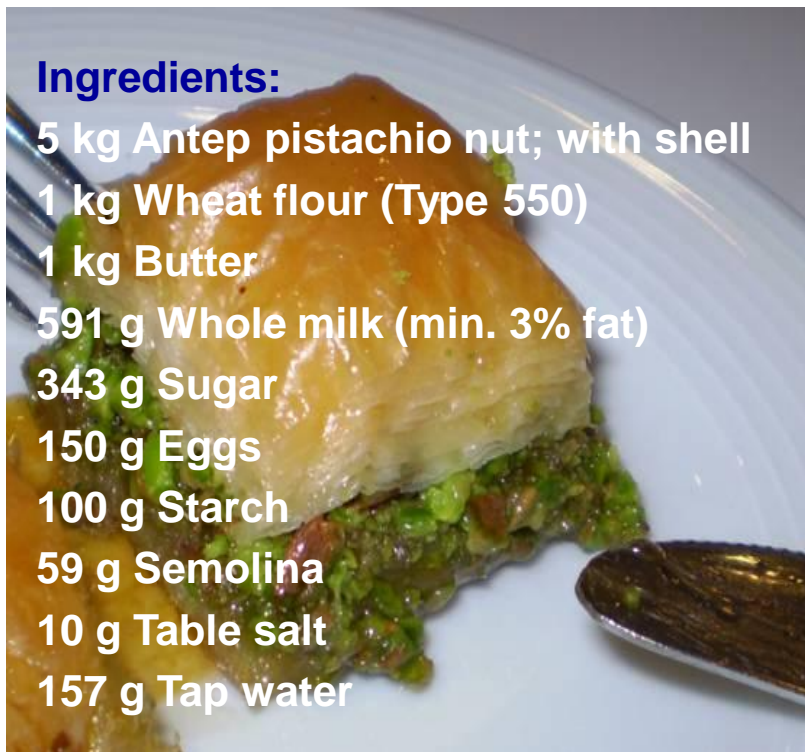 Ingredients:
5 kg Antep pistachio nut; with shell
1 kg Wheat flour (Type 550)
1 kg Butter
591 g Whole milk (min. 3% fat)
343 g Sugar
150 g Eggs
100 g Starch
59 g Semolina
10 g Table salt
157 g Tap water